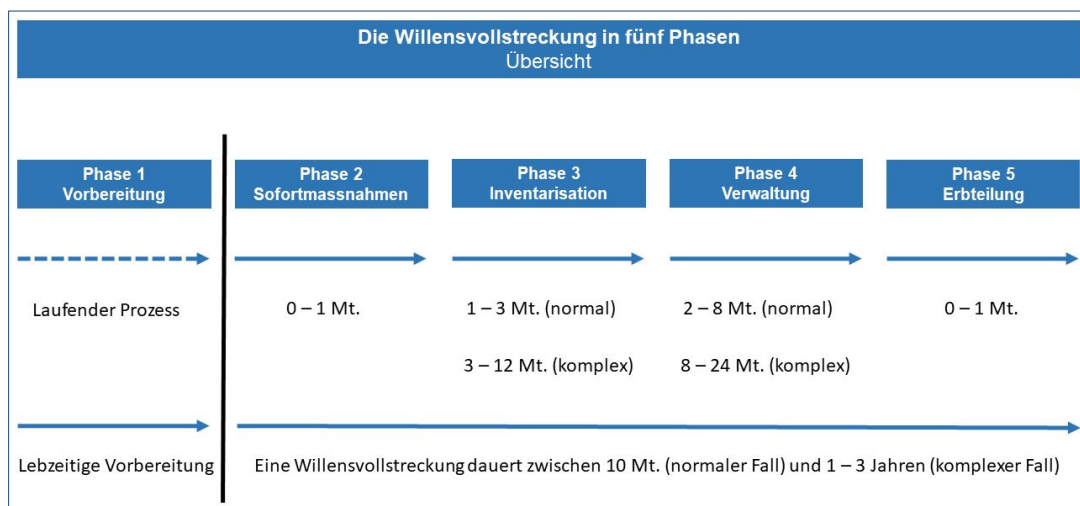 Die Willensvollstreckung in fünf Phasen
Übersicht
Phase 1
Vorbereitung
Phase 2
Sofortmassnahmen
Phase 3
Inventarisation
Phase 4
Verwaltung
Phase 5
Erbteilung
Laufender Prozess
0 – 1 Mt.
1 – 3 Mt. (normal)
2 – 8 Mt. (normal)
0 – 1 Mt.
3 – 12 Mt. (komplex)
8 – 24 Mt. (komplex)
Lebzeitige Vorbereitung
Eine Willensvollstreckung dauert zwischen 10 Mt. (normaler Fall) und 1 – 3 Jahren (komplexer Fall)